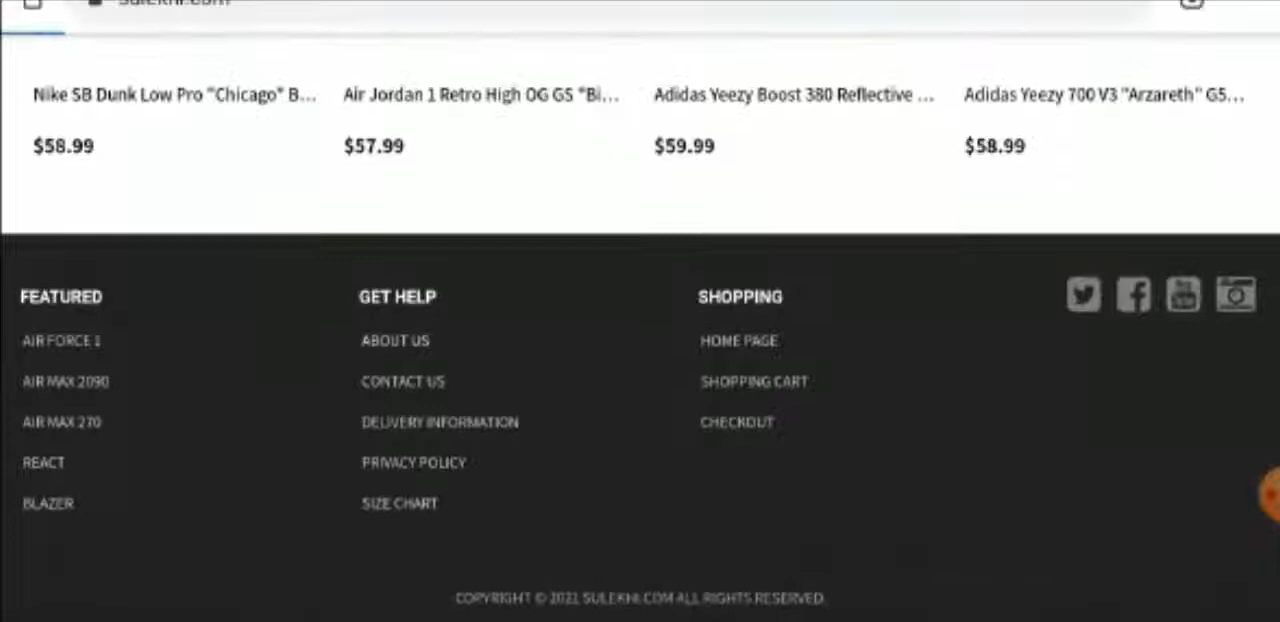 Nike SB Dunk Low Pro "Chicago" B...
Air Jordan 1 Retro High OG GS "Bi...
Adidas Yeezy Boost 380 Reflective ...
Adidas Yeezy 700 V3 "Arzareth" G5...
$58.99
$57.99
$59.99
$58.99
FEATURED
AIR FORCE 1
AIR MAX 2090
AIR MAX 270
REACT
BLAZER
GET HELP
ABOUT US
CONTACT US
DELIVERY INFORMATION
PRIVACY POLICY
SIZE CHART
SHOPPING
HOME PAGE
SHOPPING CART
CHECKOUT
COPYRIGHT © 2021 SULEKHI.COM ALL RIGHTS RESERVED.